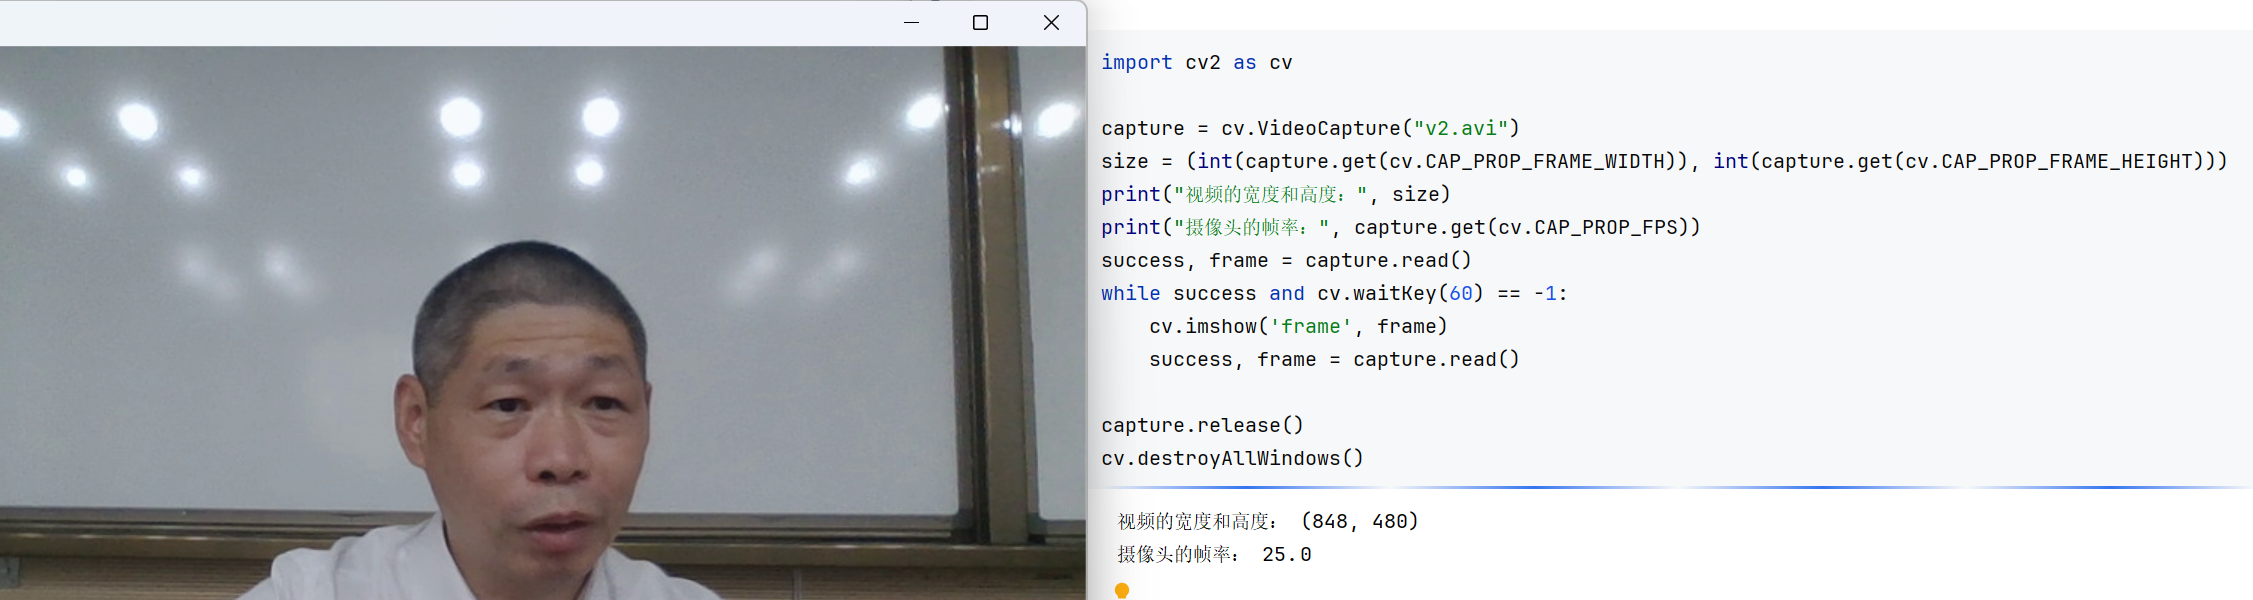 import cv2 as cv
capture = cv.VideoCapture("v2.avi")
size = (int(capture.get(cv.CAP_PROP_FRAME_WIDTH)), int(capture.get(cv.CAP_PROP_FRAME_HEIGHT)))
print("视频的宽度和高度：", size)
print("摄像头的帧率：", capture.get(cv.CAP_PROP_FPS))
success, frame = capture.read()
while success and cv.waitKey(60) == -1:
    cv.imshow('frame', frame)
    success, frame = capture.read()
capture.release()
cv.destroyAllWindows()
视频的宽度和高度： (848, 480)
摄像头的帧率： 25.0